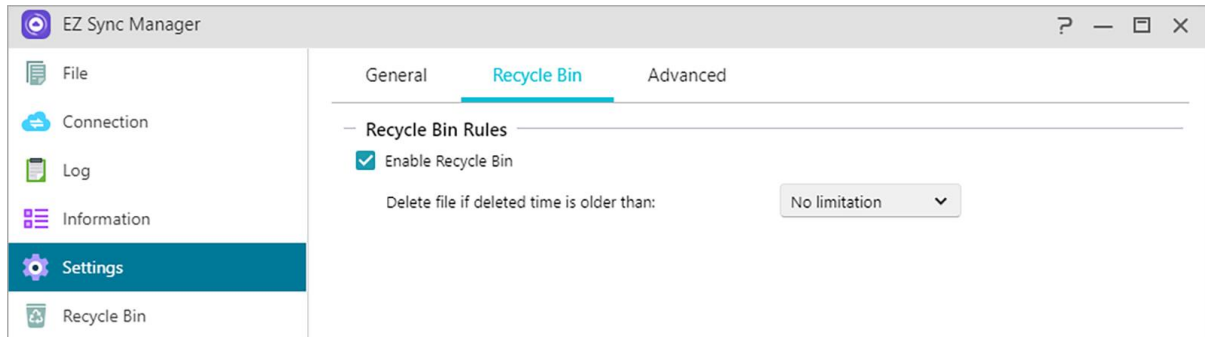 EZ Sync Manager
File
Connection
Log
Information
Settings
Recycle Bin
General Recycle Bin Advanced
Recycle Bin Rules
Enable Recycle Bin
Delete file if deleted time is older than: No limitation